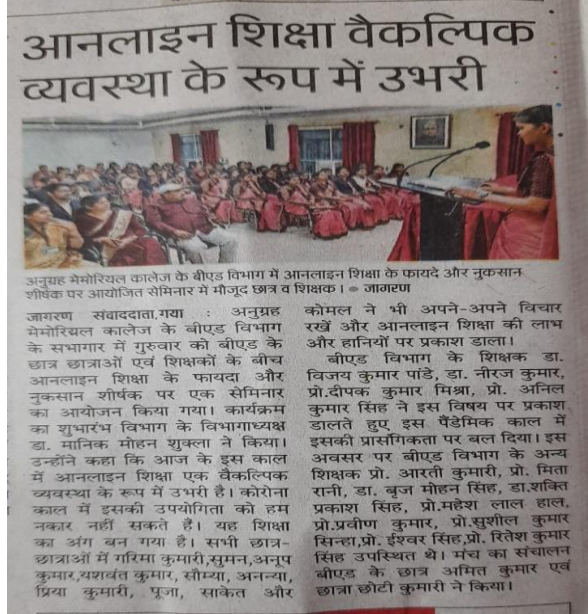 आनलाइन शिक्षा वैकल्पिक
व्यवस्था के रूप में उभरी
अनुग्रह मेमोरियल कालेज के बीएड विभाग में आनलाइन शिक्षा के फायदे और नुकसान
शीर्षक पर आयोजित सेमिनार में मौजूद छात्र व शिक्षक। ● जागरण
जागरण संवाददाता,गया : अनुग्रह
मेमोरियल कालेज के बीएड विभाग
के सभागार में गुरुवार को बीएड के
छात्र छात्राओं एवं शिक्षकों के बीच
आनलाइन शिक्षा के फायदा और
नुकसान शीर्षक पर एक सेमिनार
का आयोजन किया गया। कार्यक्रम
का शुभारंभ विभाग के विभागाध्यक्ष
डा. मानिक मोहन शुक्ला ने किया।
उन्होंने कहा कि आज के इस काल
में आनलाइन शिक्षा एक वैकल्पिक
व्यवस्था के रूप में उभरी है। कोरोना
काल में इसकी उपयोगिता को हम
नकार नहीं सकते हैं। यह शिक्षा
का अंग बन गया है। सभी छात्र-
छात्राओं में गरिमा कुमारी,सुमन,अनूप
कुमार,यशवंत कुमार, सौम्या, अनन्या,
प्रिया कुमारी, पूजा, साकेत और
कोमल ने भी अपने-अपने विचार
रखें और आनलाइन शिक्षा की लाभ
और हानियों पर प्रकाश डाला।
बीएड विभाग के शिक्षक डा.
विजय कुमार पांडे, डा. नीरज कुमार,
प्रो.दीपक कुमार मिश्रा, प्रो. अनिल
कुमार सिंह ने इस विषय पर प्रकाश
डालते हुए इस पैंडेमिक काल में
इसकी प्रासंगिकता पर बल दिया। इस
अवसर पर बीएड विभाग के अन्य
शिक्षक प्रो. आरती कुमारी, प्रो. मिता
रानी, डा. बृज मोहन सिंह, डा.शक्ति
प्रकाश सिंह, प्रो.महेश लाल हाल,
प्रो.प्रवीण कुमार, प्रो.सुशील कुमार
सिन्हा,प्रो. ईश्वर सिंह,प्रो. रितेश कुमार
सिंह उपस्थित थे। मंच का संचालन
बीएड के छात्र अमित कुमार एवं
छात्रा छोटी कुमारी ने किया।